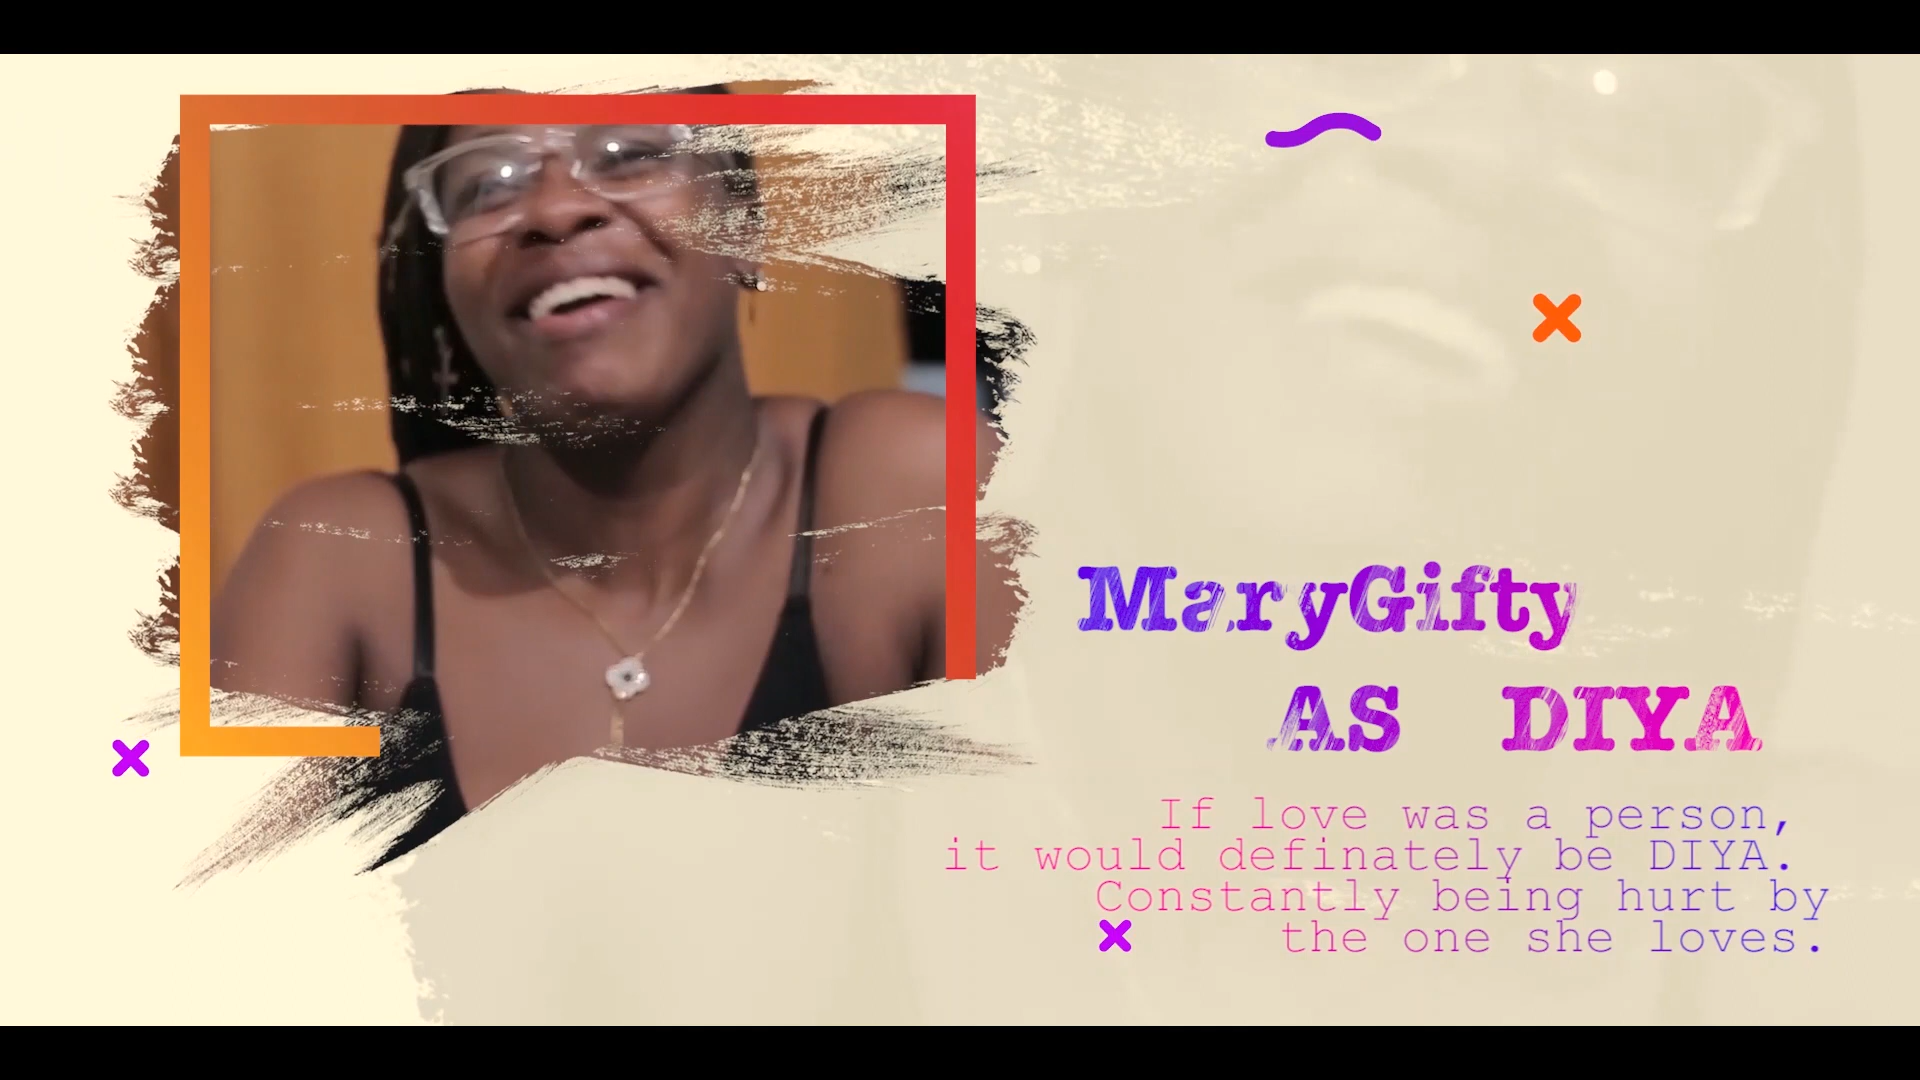 MaryGifty
AS DIYA
If love was a person,
it would definately be DIYA.
Constantly being hurt by
the one she loves.